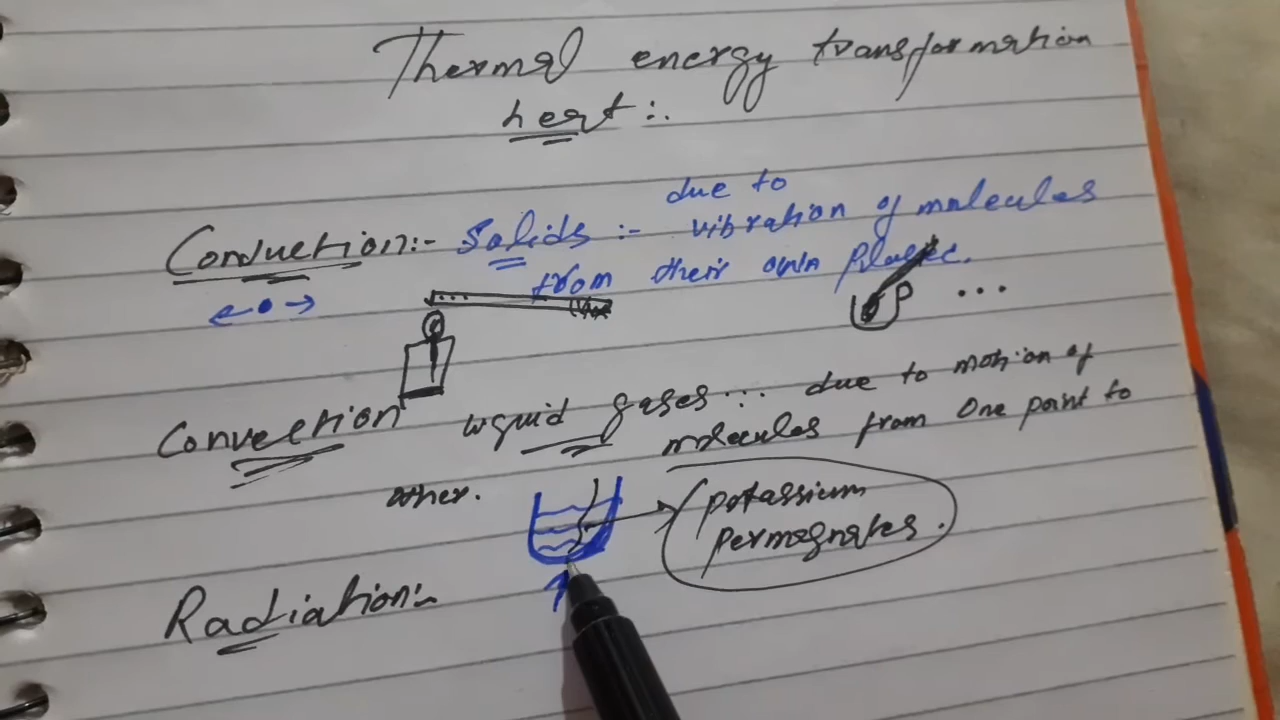 Thermal energy transformation
heat :.
Conduction:- Solids :- due to
vibration of molecules
from their own places.
Convection liquid gases... due to motion of
molecules from one point to
other.
potassium
permagnates.
Radiation:-